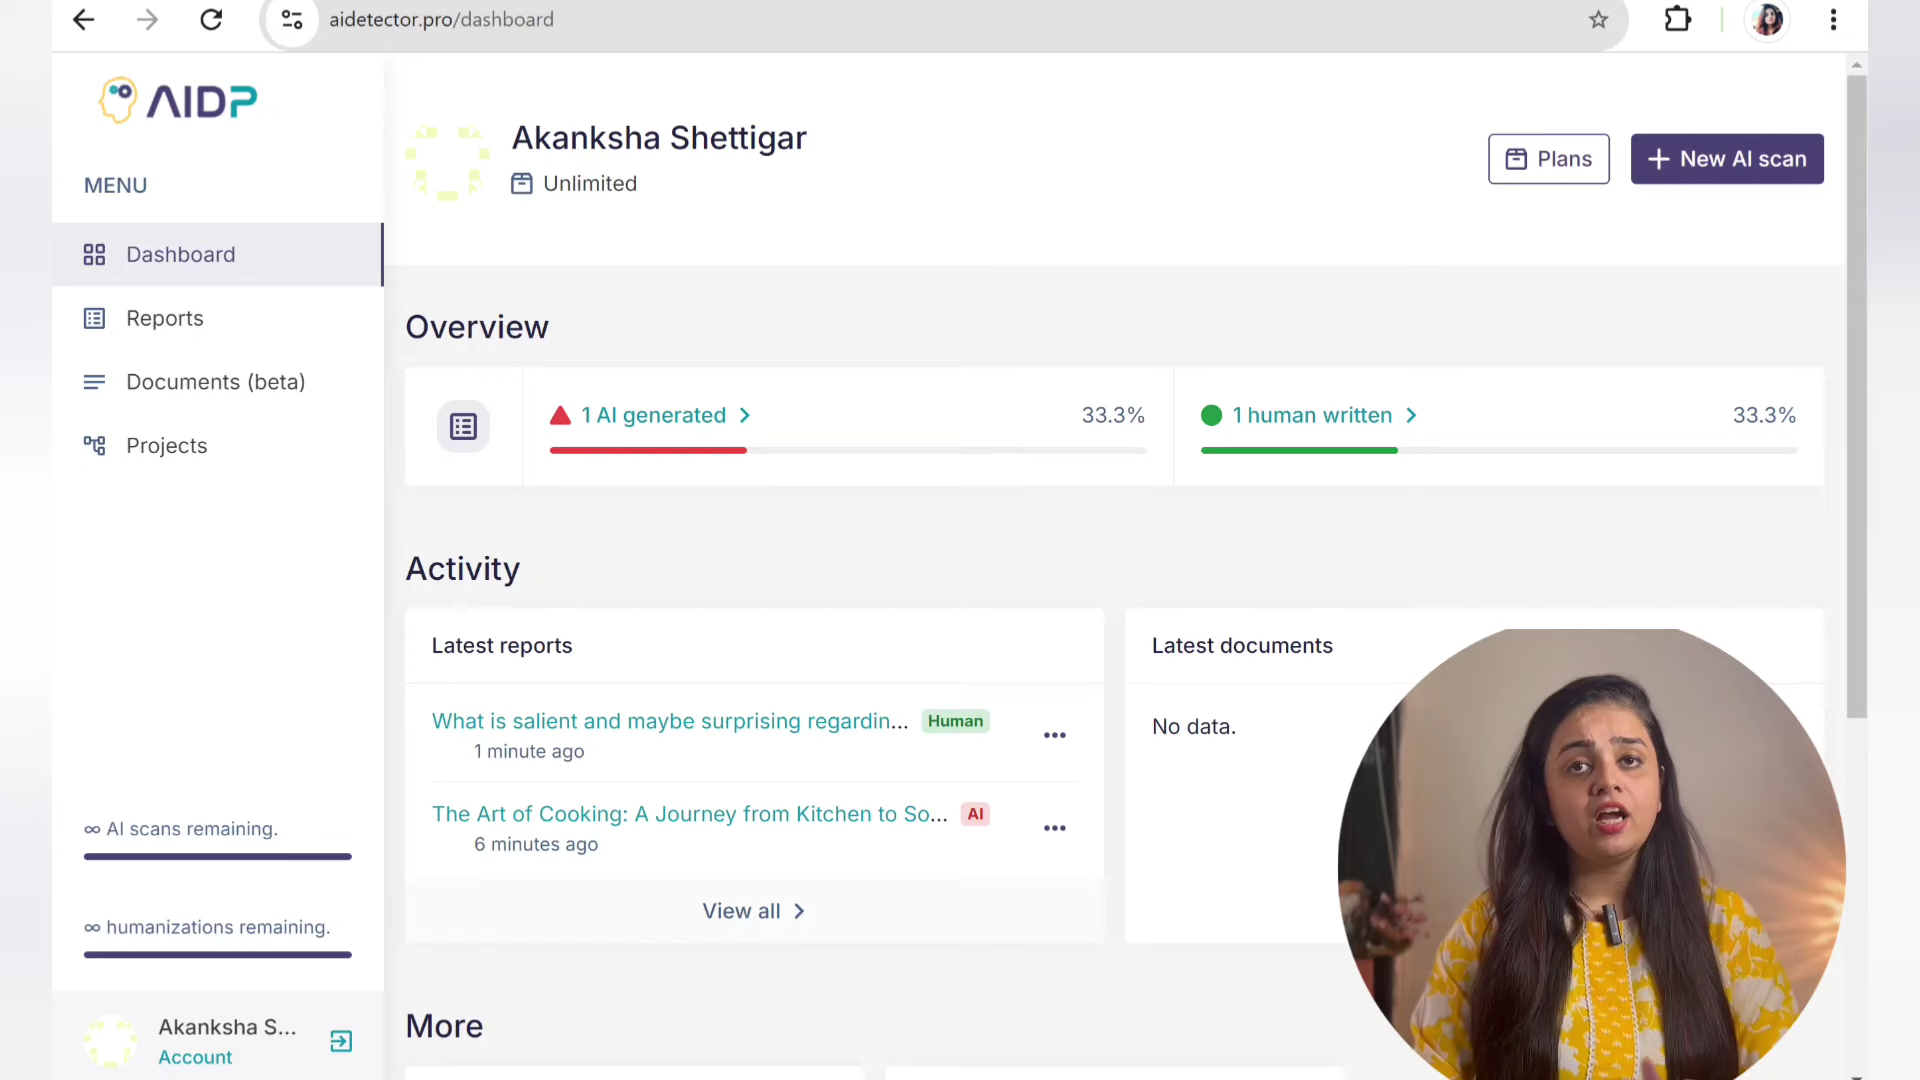 aidetector.pro/dashboard
AIDP
MENU
Dashboard
Reports
Documents (beta)
Projects
∞ AI scans remaining.
∞ humanizations remaining.
Akanksha S...
Account
Akanksha Shettigar
Unlimited
Plans
New AI scan
Overview
1 AI generated
33.3%
1 human written
33.3%
Activity
Latest reports
What is salient and maybe surprising regardin... Human
1 minute ago
The Art of Cooking: A Journey from Kitchen to So... AI
6 minutes ago
View all
Latest documents
No data.
More